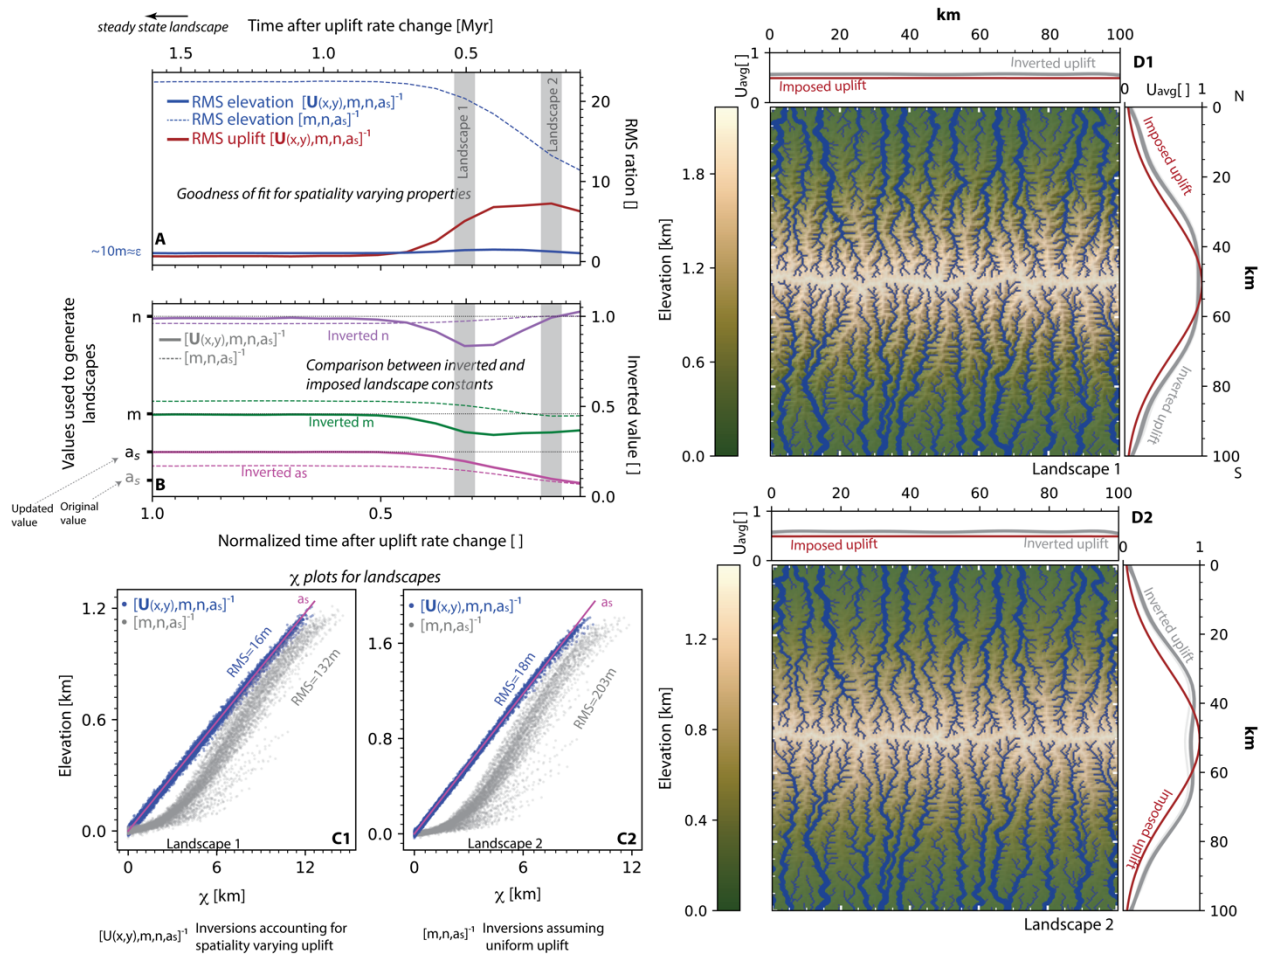 steady state landscape
Time after uplift rate change [Myr]
1.5 1.0 0.5
RMS elevation [U(x,y),m,n,as]-1
RMS elevation [m,n,as]-1
RMS uplift [U(x,y),m,n,as]-1
Goodness of fit for spatiality varying properties
Landscape 1
Landscape 2
A
~10m≈ε
20
10
0
RMS ration []
Values used to generate
landscapes
n
m
as
as
Updated
value
Original
value
[U(x,y),m,n,as]-1
[m,n,as]-1
Inverted n
Comparison between inverted and
imposed landscape constants
Inverted m
Inverted as
B
1.0
0.5
0.0
Inverted value []
1.0 0.5
Normalized time after uplift rate change [ ]
χ plots for landscapes
[U(x,y),m,n,as]-1
[m,n,as]-1
as
RMS=16m
RMS=132m
Landscape 1
C1
1.2
0.6
0.0
Elevation [km]
0 6 12
χ [km]
[U(x,y),m,n,as]-1
[m,n,as]-1
as
RMS=18m
RMS=203m
Landscape 2
C2
1.6
0.8
0.0
0 6 12
χ [km]
[U(x,y),m,n,as]-1 Inversions accounting for
spatiality varying uplift
[m,n,as]-1 Inversions assuming
uniform uplift
km
0 20 40 60 80 100
1
0
Uavg[ ]
Inverted uplift
Imposed uplift
D1
0 Uavg[ ] 1
N
1.8
1.2
0.6
0.0
Elevation [km]
Imposed uplift
Inverted uplift
0
20
40
60
80
100
km
S
Landscape 1
0 20 40 60 80 100
1
0
Uavg[ ]
Imposed uplift
Inverted uplift
D2
0 1
1.2
0.8
0.4
0.0
Elevation [km]
Inverted uplift
Imposed uplift
0
20
40
60
80
100
km
Landscape 2